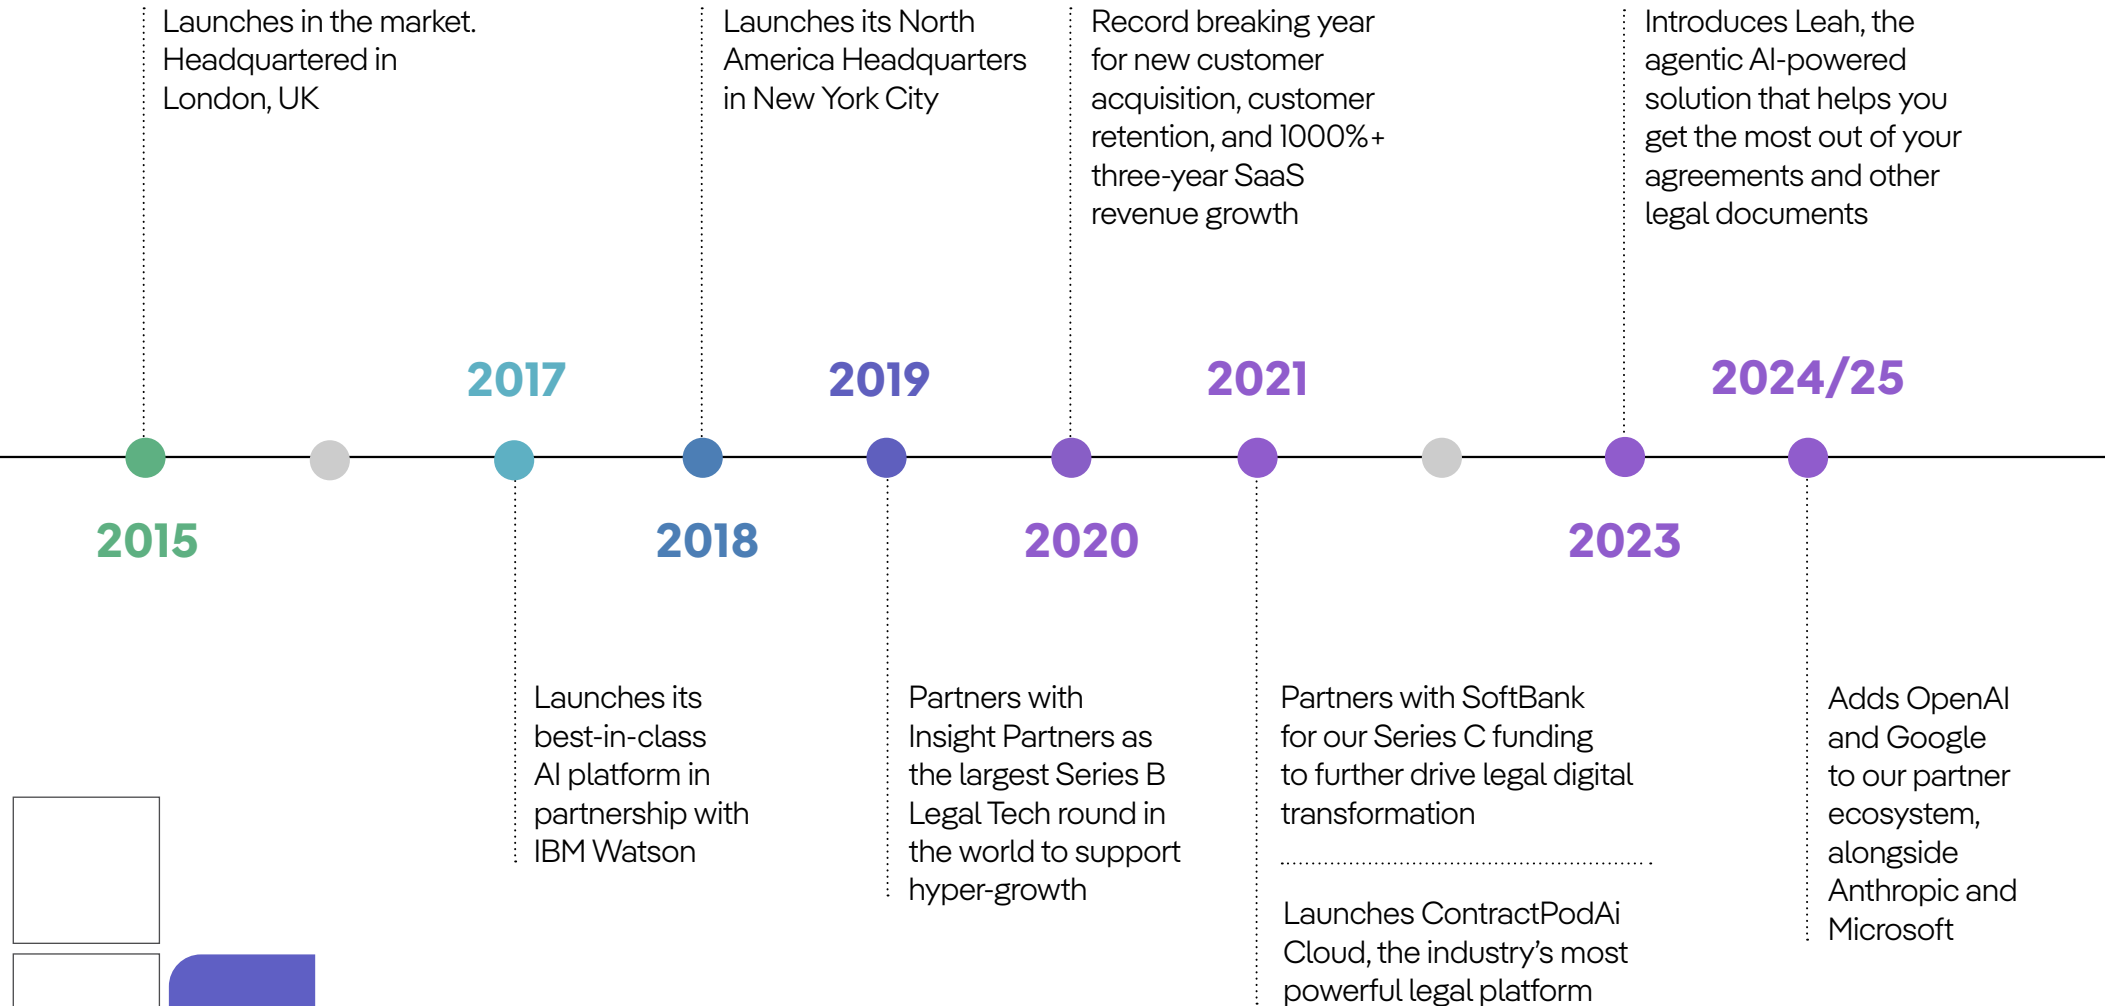 Launches in the market.
Headquartered in
London, UK
Launches its North
America Headquarters
in New York City
Record breaking year
for new customer
acquisition, customer
retention, and 1000%+
three-year SaaS
revenue growth
Introduces Leah, the
agentic AI-powered
solution that helps you
get the most out of your
agreements and other
legal documents
2017
2019
2021
2024/25
2015
2018
2020
2023
Launches its
best-in-class
AI platform in
partnership with
IBM Watson
Partners with
Insight Partners as
the largest Series B
Legal Tech round in
the world to support
hyper-growth
Partners with SoftBank
for our Series C funding
to further drive legal digital
transformation
Launches ContractPodAi
Cloud, the industry’s most
powerful legal platform
Adds OpenAI
and Google
to our partner
ecosystem,
alongside
Anthropic and
Microsoft